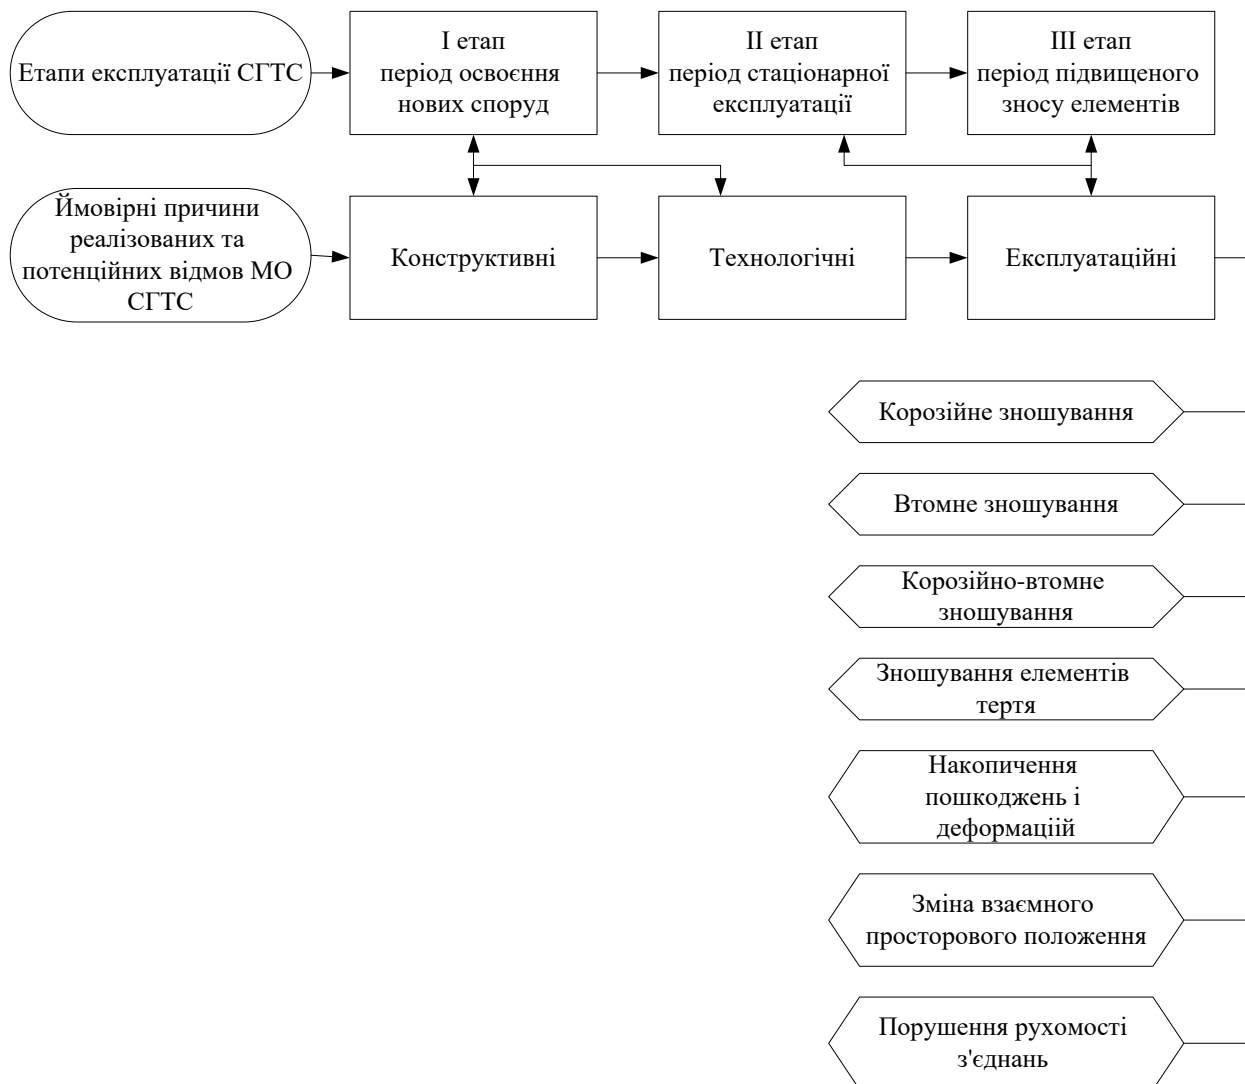 Етапи експлуатації СГТС
І етап
період освоєння
нових споруд
ІІ етап
період стаціонарної
експлуатації
ІІІ етап
період підвищеного
зносу елементів
Ймовірні причини
реалізованих та
потенційних відмов МО
СГТС
Конструктивні
Технологічні
Експлуатаційні
Корозійне зношування
Втомне зношування
Корозійно-втомне
зношування
Зношування елементів
тертя
Накопичення
пошкоджень і
деформаціій
Зміна взаємного
просторового положення
Порушення рухомості
з'єднань